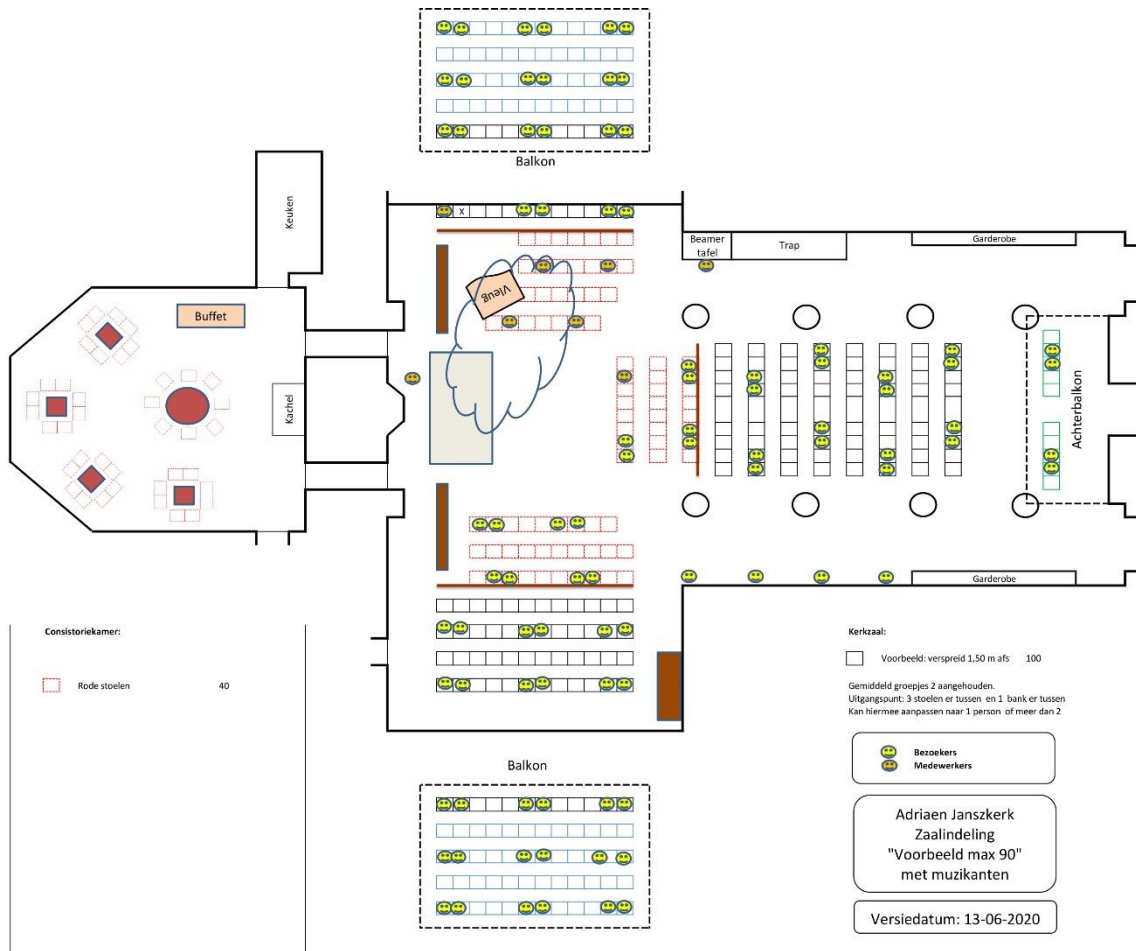 Balkon
Keuken
x
Beamer
tafel
Trap
Garderobe
Vleug
Buffet
Kachel
Achterbalkon
Garderobe
Consistoriekamer:
Rode stoelen 40
Kerkzaal:
Voorbeeld: verspreid 1,50 m afs 100
Gemiddeld groepjes 2 aangehouden.
Uitgangspunt: 3 stoelen er tussen en 1 bank er tussen
Kan hiermee aanpassen naar 1 person of meer dan 2
Bezoekers
Medewerkers
Balkon
Adriaen Janszkerk
Zaalindeling
"Voorbeeld max 90"
met muzikanten
Versiedatum: 13-06-2020